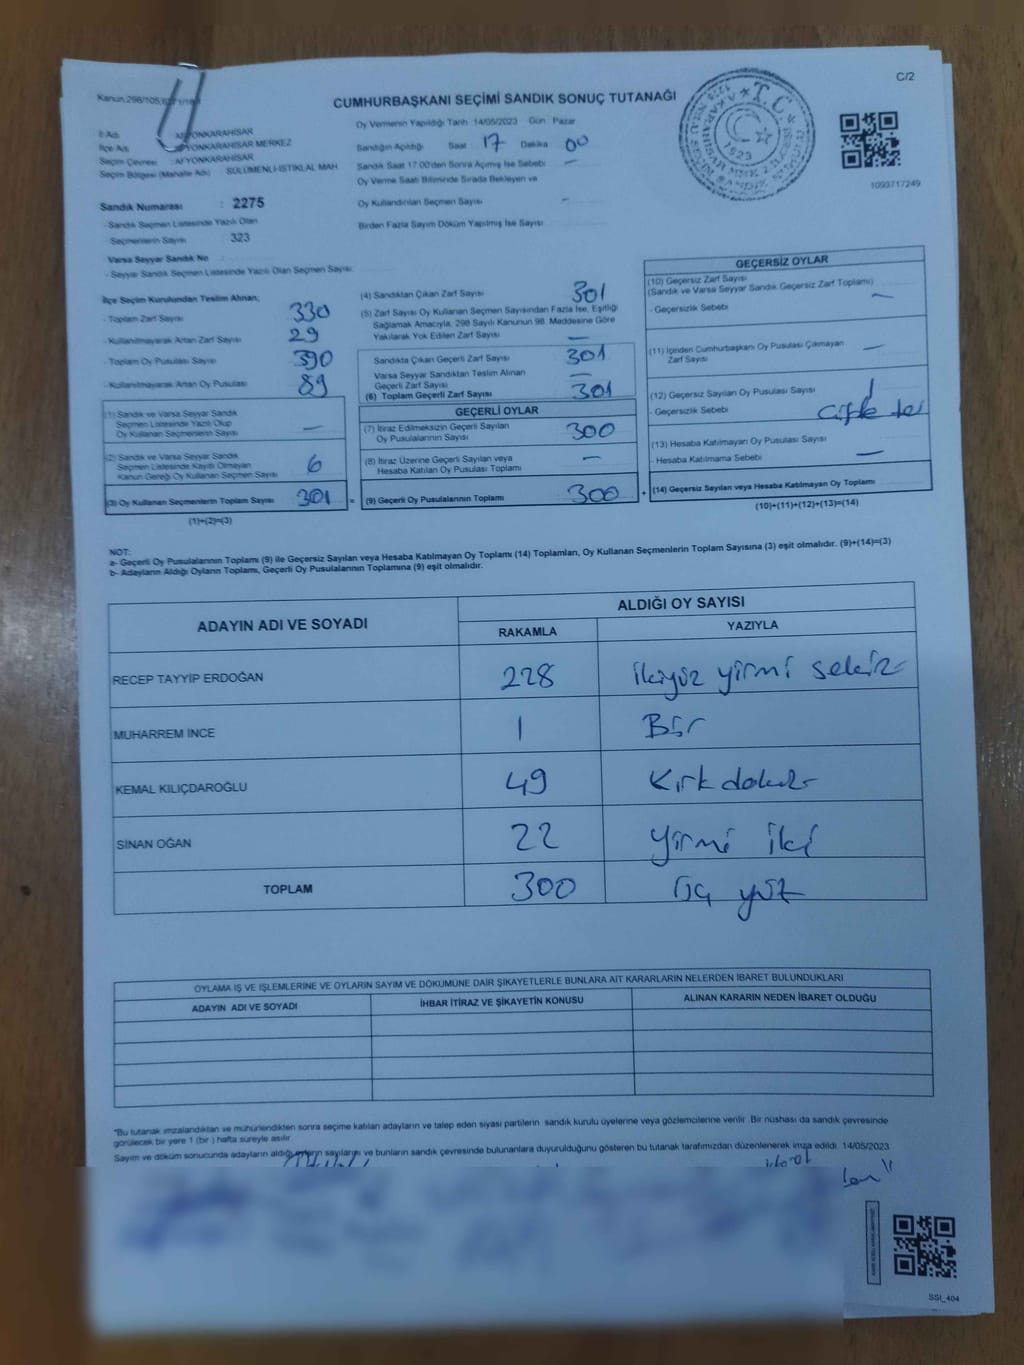 C/2
Kanun,298/105,
CUMHURBAŞKANI SEÇİMİ SANDIK SONUÇ TUTANAĞI
İl Adı : AFYONKARAHİSAR
İlçe Adı : AFYONKARAHİSAR MERKEZ
Seçim Çevresi : AFYONKARAHİSAR
Seçim Bölgesi (Mahalle Adı) SÜLÜMENLİ-İSTİKLAL MAH.
Sandık Numarası : 2275
- Sandık Seçmen Listesinde Yazılı Olan
- Seçmenlerin Sayısı 323
- Varsa Seyyar Sandık No
- Seyyar Sandık Seçmen Listesinde Yazılı Olan Seçmen Sayısı:
Oy Vermenin Yapıldığı Tarih 14/05/2023 Gün : Pazar
Sandığın Açıldığı Saat 17 Dakika 00
Sandık Saat 17:00'den Sonra Açılmış İse Sebebi —
Oy Verme Saati Bitiminde Sırada Bekleyen ve
Oy Kullandırılan Seçmen Sayısı —
Birden Fazla Sayım Döküm Yapılmış İse Sayısı
T.C.
1923
1093717249
İlçe Seçim Kurulundan Teslim Alınan;
- Toplam Zarf Sayısı 330
- Kullanılmayarak Artan Zarf Sayısı 29
- Toplam Oy Pusulası Sayısı 390
- Kullanılmayarak Artan Oy Pusulası 89
(1) Sandık ve Varsa Seyyar Sandık
Seçmen Listesinde Yazılı Olup
Oy Kullanan Seçmenlerin Sayısı —
(2) Sandık ve Varsa Seyyar Sandık
Seçmen Listesinde Kayıtlı Olmayan
Kanun Gereği Oy Kullanan Seçmen Sayısı 6
(3) Oy Kullanan Seçmenlerin Toplam Sayısı 301 =
(1)+(2)=(3)
(4) Sandıktan Çıkan Zarf Sayısı 301
(5) Zarf Sayısı Oy Kullanan Seçmen Sayısından Fazla İse, Eşitliği
Sağlamak Amacıyla, 298 Sayılı Kanunun 98. Maddesine Göre
Yakılarak Yok Edilen Zarf Sayısı —
Sandıkta Çıkan Geçerli Zarf Sayısı 301
Varsa Seyyar Sandıktan Teslim Alınan
Geçerli Zarf Sayısı —
(6) Toplam Geçerli Zarf Sayısı 301
GEÇERLİ OYLAR
(7) İtiraz Edilmeksizin Geçerli Sayılan
Oy Pusulalarının Sayısı 300
(8) İtiraz Üzerine Geçerli Sayılan veya
Hesaba Katılan Oy Pusulası Toplamı —
(9) Geçerli Oy Pusulalarının Toplamı 300 +
GEÇERSİZ OYLAR
(10) Geçersiz Zarf Sayısı
(Sandık ve Varsa Seyyar Sandık Geçersiz Zarf Toplamı) —
- Geçersizlik Sebebi
(11) İçinden Cumhurbaşkanı Oy Pusulası Çıkmayan
Zarf Sayısı —
(12) Geçersiz Sayılan Oy Pusulası Sayısı 1
- Geçersizlik Sebebi
(13) Hesaba Katılmayan Oy Pusulası Sayısı
- Hesaba Katılmama Sebebi —
(14) Geçersiz Sayılan veya Hesaba Katılmayan Oy Toplamı
(10)+(11)+(12)+(13)=(14)
NOT:
a- Geçerli Oy Pusulalarının Toplamı (9) ile Geçersiz Sayılan veya Hesaba Katılmayan Oy Toplamı (14) Toplamları, Oy Kullanan Seçmenlerin Toplam Sayısına (3) eşit olmalıdır. (9)+(14)=(3)
b- Adayların Aldığı Oyların Toplamı, Geçerli Oy Pusulalarının Toplamına (9) eşit olmalıdır.
ADAYIN ADI VE SOYADI ALDIĞI OY SAYISI
RAKAMLA YAZIYLA
RECEP TAYYİP ERDOĞAN 228 ikiyüz yirmi sekiz
MUHARREM İNCE 1 Bir
KEMAL KILIÇDAROĞLU 49 Kırk dokuz
SİNAN OĞAN 22 yirmi iki
TOPLAM 300 üç yüz
OYLAMA İŞ VE İŞLEMLERİNE VE OYLARIN SAYIM VE DÖKÜMÜNE DAİR ŞİKAYETLERLE BUNLARA AİT KARARLARIN NELERDEN İBARET BULUNDUKLARI
ADAYIN ADI VE SOYADI İHBAR İTİRAZ VE ŞİKAYETİN KONUSU ALINAN KARARIN NEDEN İBARET OLDUĞU
"Bu tutanak imzalandıktan ve mühürlendikten sonra seçime katılan adayların ve talep eden siyasi partilerin sandık kurulu üyelerine veya gözlemcilerine verilir. Bir nüshası da sandık çevresinde
görülecek bir yere 1 (bir) hafta süreyle asılır.
Sayım ve döküm sonucunda adayların aldığı oyların sayılarını ve bunların sandık çevresinde bulunanlara duyurulduğunu gösteren bu tutanak tarafımızdan düzenlenerek imza edildi. 14/05/2023
SSI_404